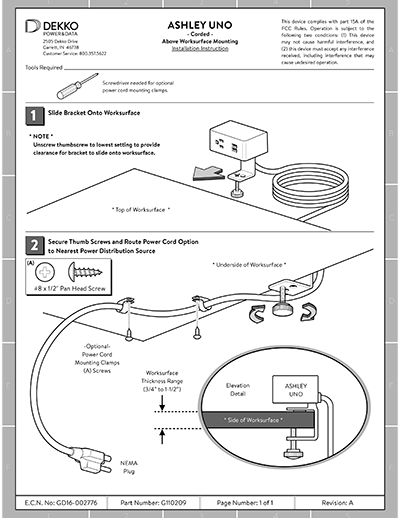 DEKKO
POWER&DATA
2505 Dekko Drive
Garrett, IN 46738
Customer Service: 800.357.5622
ASHLEY UNO
- Corded -
Above Worksurface Mounting
Installation Instruction
This device complies with part 15A of the
FCC Rules. Operation is subject to the
following two conditions: (1) This device
may not cause harmful interference, and
(2) this device must accept any interference
received, including interference that may
cause undesired operation.
Tools Required
Screwdriver needed for optional
power cord mounting clamps.
1 Slide Bracket Onto Worksurface
* NOTE *
Unscrew thumbscrew to lowest setting to provide
clearance for bracket to slide onto worksurface.
* Top of Worksurface *
2 Secure Thumb Screws and Route Power Cord Option
to Nearest Power Distribution Source
(A)
#8 x 1/2" Pan Head Screw
* Underside of Worksurface *
-Optional-
Power Cord
Mounting Clamps
(A) Screws
Worksurface
Thickness Range
(3/4" to 1-1/2")
Elevation
Detail
ASHLEY
UNO
* Side of Worksurface *
NEMA
Plug
E.C.N. No: GD16-002776
Part Number: G110209
Page Number: 1 of 1
Revision: A